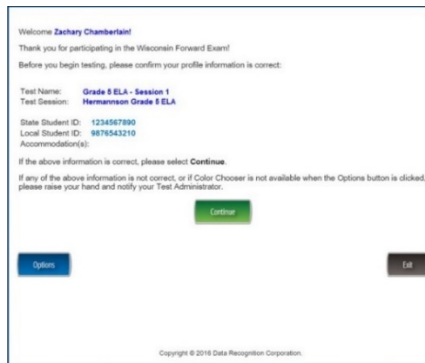 Welcome Zachary Chamberlain!
Thank you for participating in the Wisconsin Forward Exam!
Before you begin testing, please confirm your profile information is correct:
Test Name: Grade 5 ELA - Session 1
Test Session: Hermannson Grade 5 ELA
State Student ID: 1234567890
Local Student ID: 9876543210
Accommodation(s):
If the above information is correct, please select Continue.
If any of the above information is not correct, or if Color Chooser is not available when the Options button is clicked,
please raise your hand and notify your Test Administrator.
Continue
Options Exit
Copyright © 2016 Data Recognition Corporation.